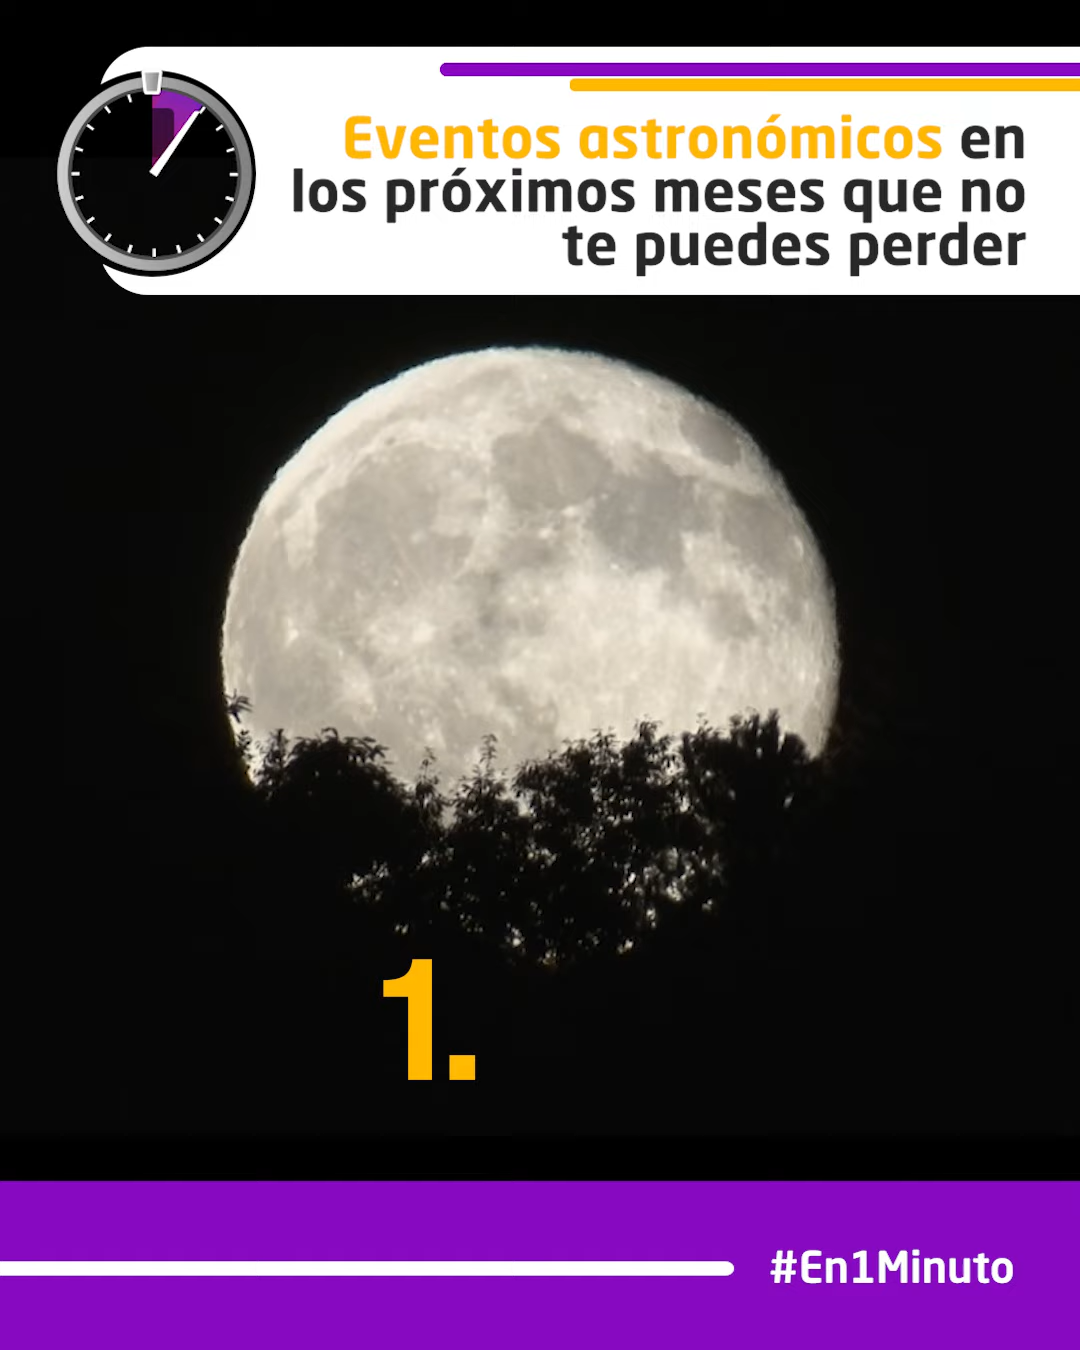 Eventos astronómicos en
los próximos meses que no
te puedes perder
1.
#En1Minuto